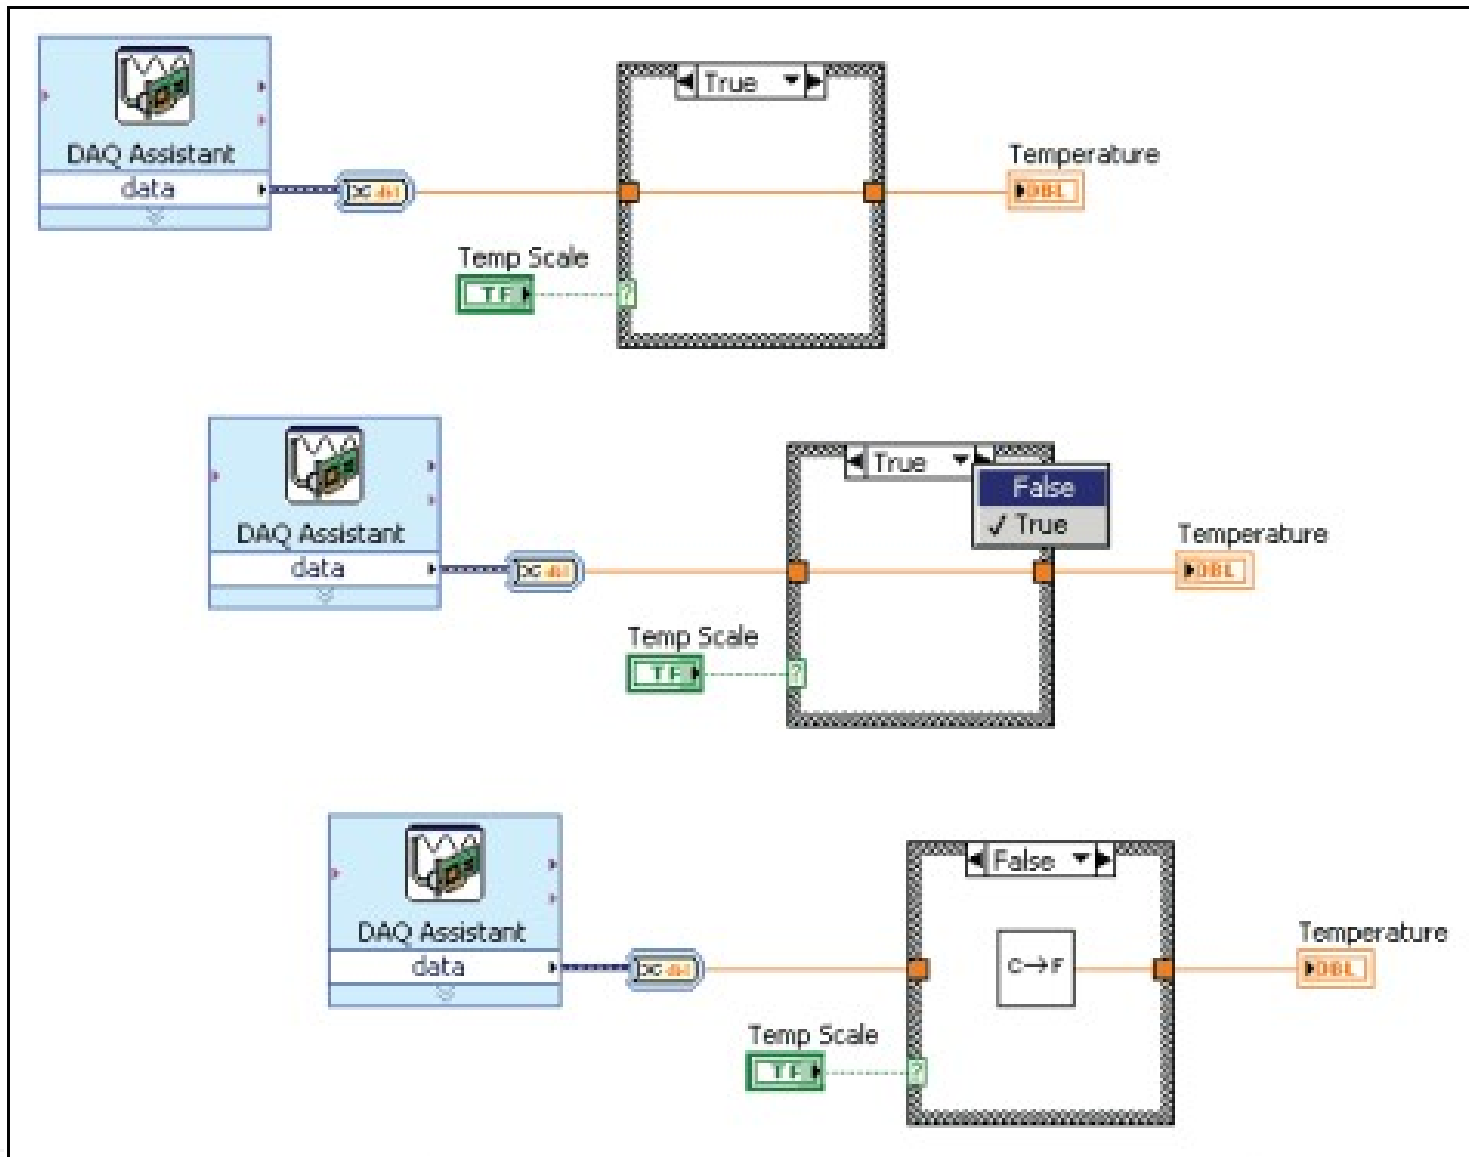 True
DAQ Assistant
data
Temperature
DBL
Temp Scale
TF
?
True
False
✓ True
DAQ Assistant
data
Temperature
DBL
Temp Scale
TF
?
False
DAQ Assistant
data
C→F
Temperature
DBL
Temp Scale
TF
?